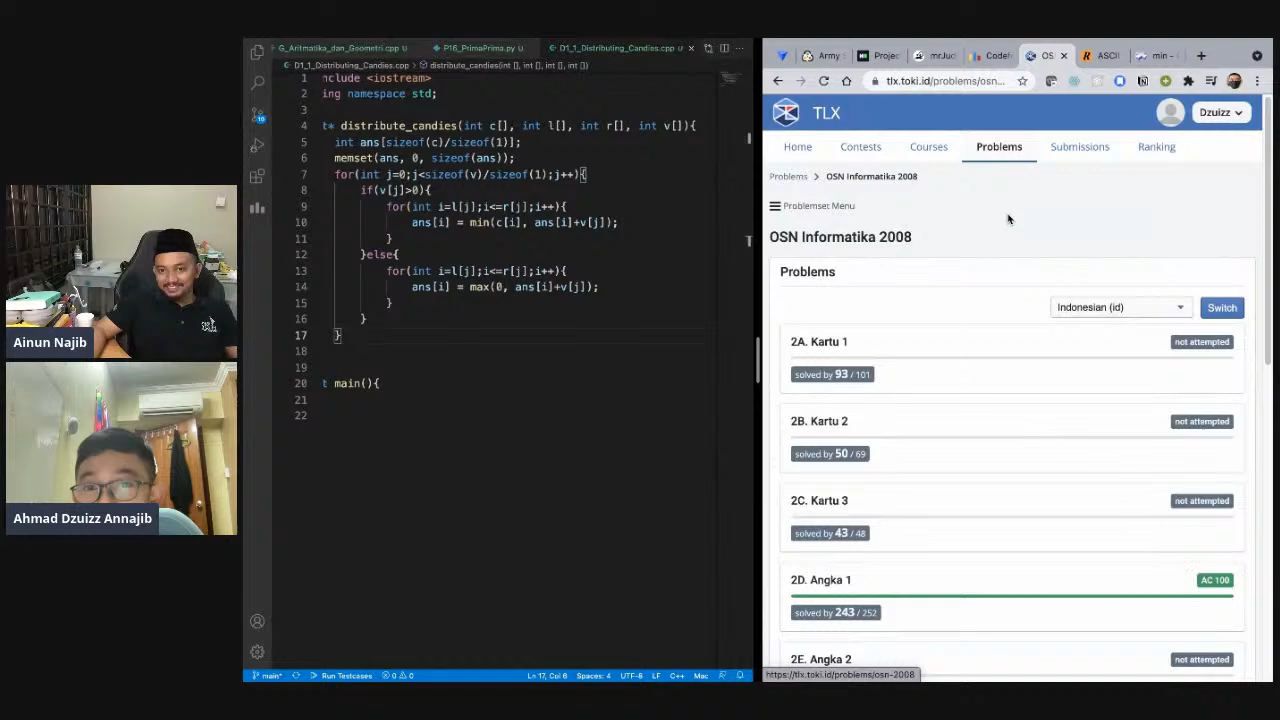 Ainun Najib
Ahmad Dzuizz Annajib
G_Aritmatika_dan_Geometri.cpp
P16_PrimaPrima.py
D1_1_Distributing_Candies.cpp
D1_1_Distributing_Candies.cpp > distribute_candies(int [], int [], int [], int [])
1 nclude <iostream>
2 ing namespace std;
3
4 t* distribute_candies(int c[], int l[], int r[], int v[]){
5 int ans[sizeof(c)/sizeof(1)];
6 memset(ans, 0, sizeof(ans));
7 for(int j=0;j<sizeof(v)/sizeof(1);j++){
8 if(v[j]>0){
9 for(int i=l[j];i<=r[j];i++){
10 ans[i] = min(c[i], ans[i]+v[j]);
11 }
12 }else{
13 for(int i=l[j];i<=r[j];i++){
14 ans[i] = max(0, ans[i]+v[j]);
15 }
16 }
17 }
18
19
20 t main(){
21
22
main*
Run Testcases
0 0
Ln 17, Col 6
Spaces: 4
UTF-8
LF
C++
Mac
Army
Projec
mrJud
Codef
OS
ASCII
min –
tlx.toki.id/problems/osn...
TLX
Dzuizz
Home
Contests
Courses
Problems
Submissions
Ranking
Problems > OSN Informatika 2008
Problemset Menu
OSN Informatika 2008
Problems
Indonesian (id)
Switch
2A. Kartu 1
not attempted
solved by 93 / 101
2B. Kartu 2
not attempted
solved by 50 / 69
2C. Kartu 3
not attempted
solved by 43 / 48
2D. Angka 1
AC 100
solved by 243 / 252
2E. Angka 2
not attempted
https://tlx.toki.id/problems/osn-2008